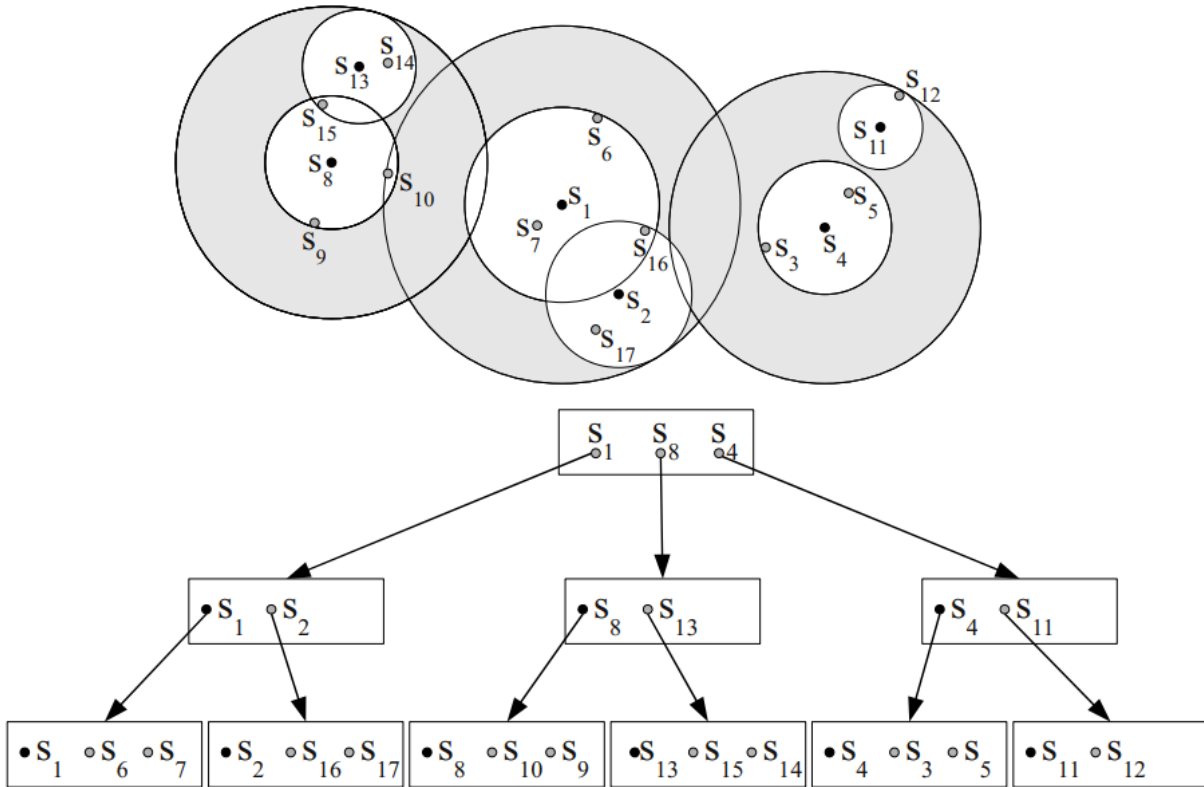 S14
S13
S12
S15
S11
S6
S8
S10
S1
S5
S7
S9
S16
S3
S4
S2
S17
S1 S8 S4
S1 S2
S8 S13
S4 S11
S1 S6 S7
S2 S16 S17
S8 S10 S9
S13 S15 S14
S4 S3 S5
S11 S12